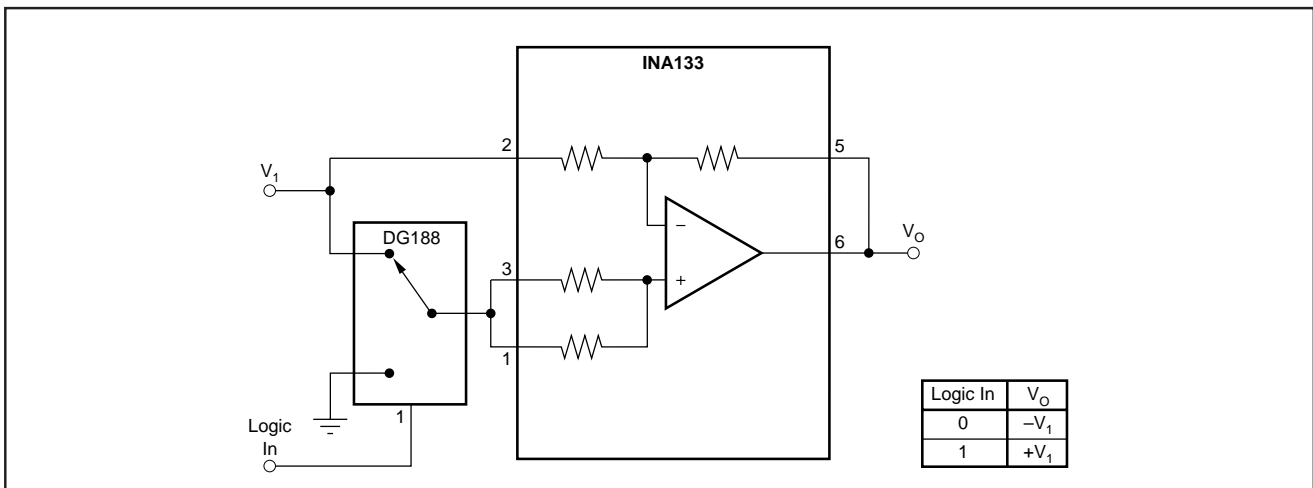 INA133
2
5
V1
DG188
–
3
6
VO
+
1
1
Logic
In
Logic In VO
0 –V1
1 +V1